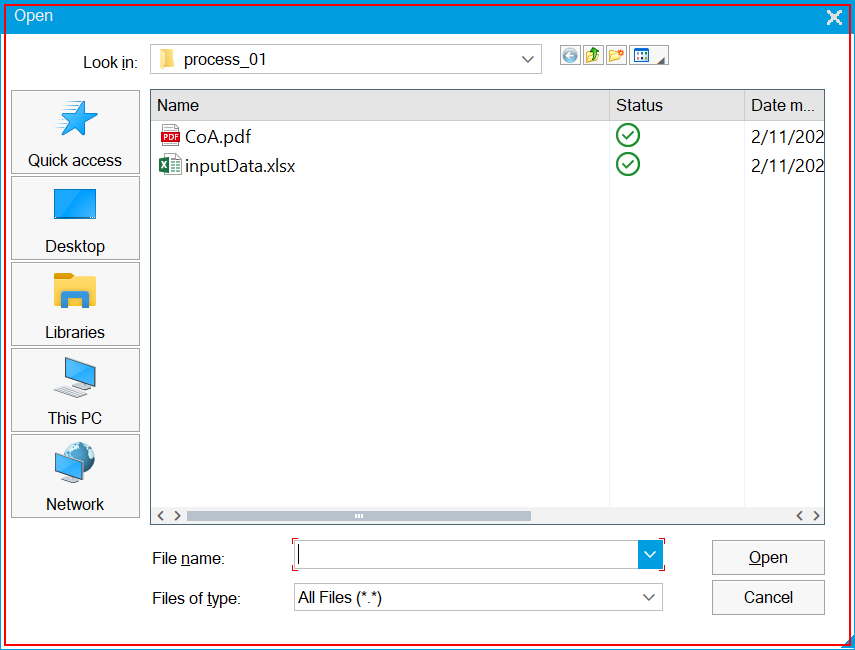 Open
Look in: process_01
Name Status Date m...
CoA.pdf 2/11/202
inputData.xlsx 2/11/202
Quick access
Desktop
Libraries
This PC
Network
File name: Open
Files of type: All Files (*.*) Cancel